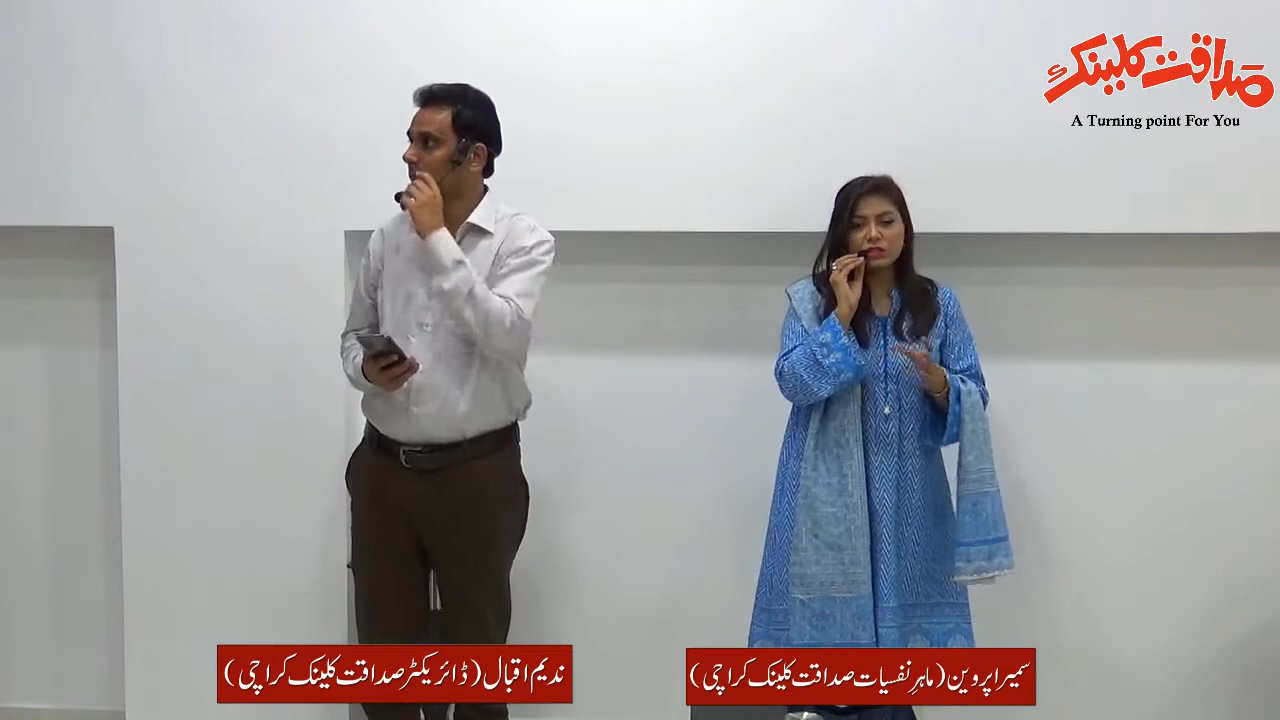 صداقت کلینک
A Turning point For You
ندیم اقبال (ڈائریکٹر صداقت کلینک کراچی)
سمیرا پروین (ماہرِ نفسیات صداقت کلینک کراچی)